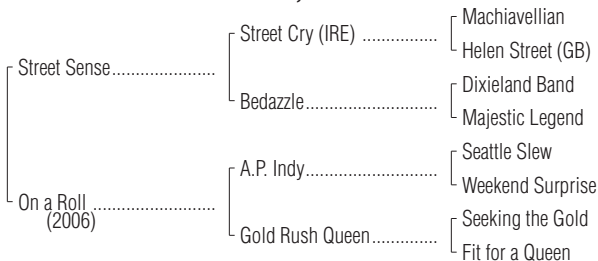 Machiavellian
Street Cry (IRE) ................
Helen Street (GB)
Street Sense......................
Dixieland Band
Bedazzle............................
Majestic Legend
Seattle Slew
A.P. Indy............................
Weekend Surprise
On a Roll ..........................
(2006)
Seeking the Gold
Gold Rush Queen..............
Fit for a Queen